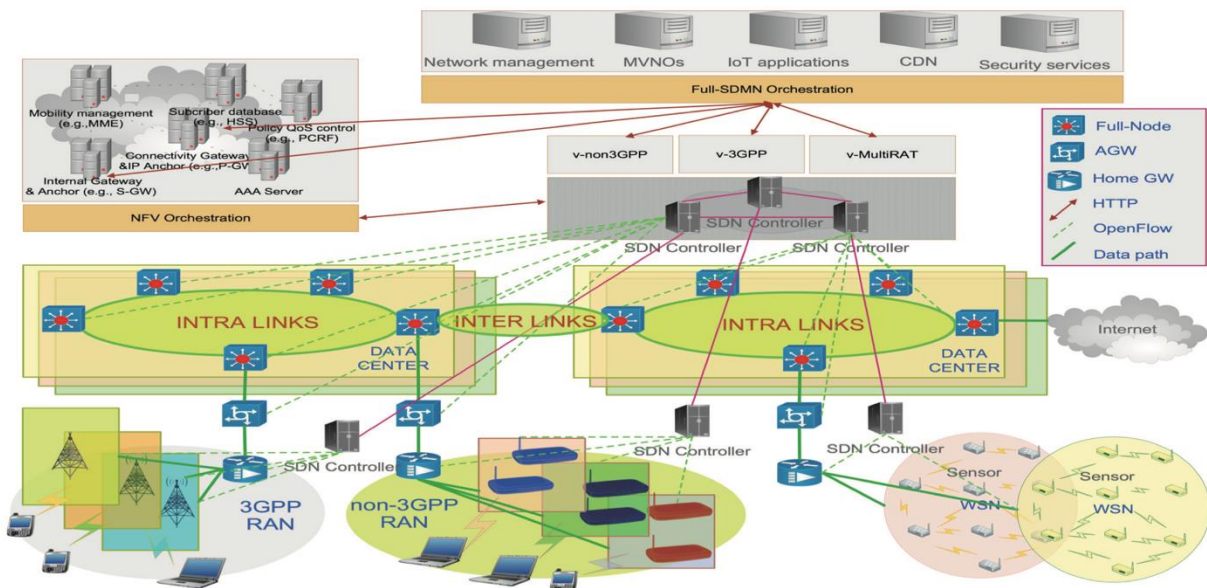 Network management
MVNOs
IoT applications
CDN
Security services
Full-SDMN Orchestration
Mobility management
(e.g.,MME)
Subcriber database
(e.g., HSS)
Policy QoS control
(e.g., PCRF)
Connectivity Gateway
&IP Anchor (e.g.,P-GW)
Internal Gateway
& Anchor (e.g., S-GW)
AAA Server
NFV Orchestration
v-non3GPP
v-3GPP
v-MultiRAT
SDN Controller
SDN Controller
SDN Controller
Full-Node
AGW
Home GW
HTTP
OpenFlow
Data path
INTRA LINKS
INTER LINKS
INTRA LINKS
DATA
CENTER
DATA
CENTER
Internet
SDN Controller
SDN Controller
SDN Controller
3GPP
RAN
non-3GPP
RAN
Sensor
WSN
Sensor
WSN